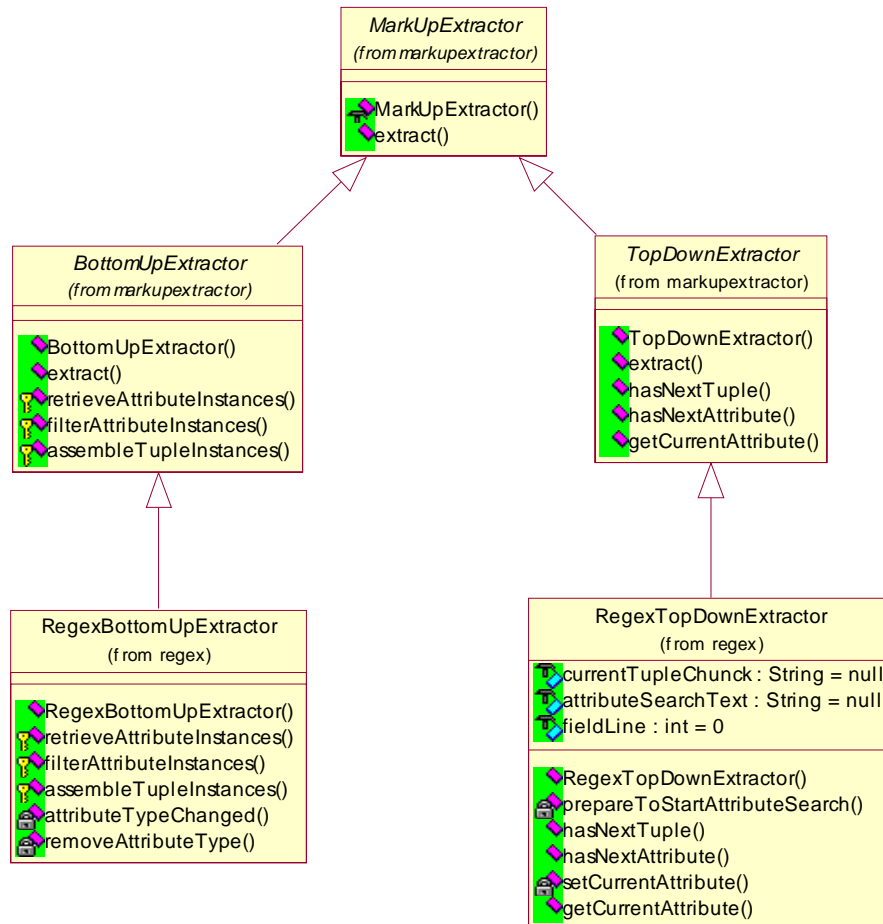 MarkUpExtractor
(from markupextractor)
MarkUpExtractor()
extract()
BottomUpExtractor
(from markupextractor)
BottomUpExtractor()
extract()
retrieveAttributeInstances()
filterAttributeInstances()
assembleTupleInstances()
TopDownExtractor
(from markupextractor)
TopDownExtractor()
extract()
hasNextTuple()
hasNextAttribute()
getCurrentAttribute()
RegexBottomUpExtractor
(from regex)
RegexBottomUpExtractor()
retrieveAttributeInstances()
filterAttributeInstances()
assembleTupleInstances()
attributeTypeChanged()
removeAttributeType()
RegexTopDownExtractor
(from regex)
currentTupleChunck : String = null
attributeSearchText : String = null
fieldLine : int = 0
RegexTopDownExtractor()
prepareToStartAttributeSearch()
hasNextTuple()
hasNextAttribute()
setCurrentAttribute()
getCurrentAttribute()